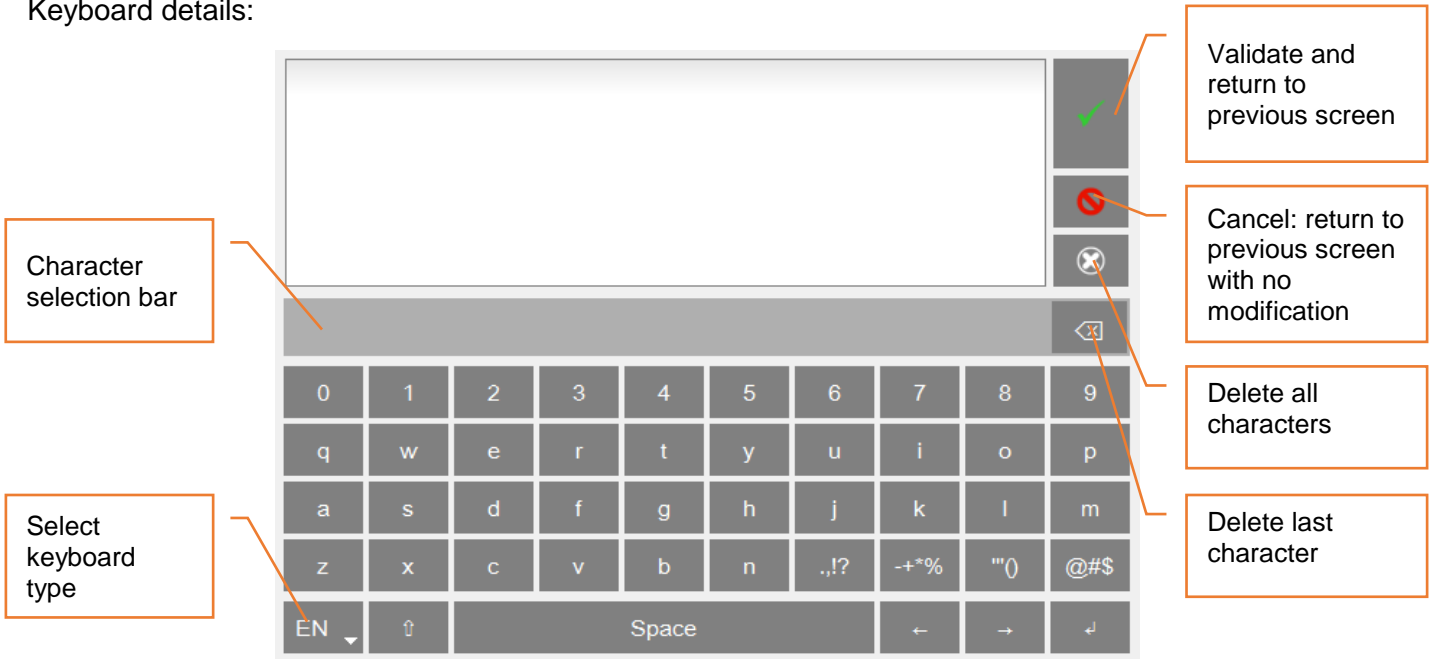 Keyboard details:
Validate and
return to
previous screen
Cancel: return to
previous screen
with no
modification
Character
selection bar
Delete all
characters
Delete last
character
Select
keyboard
type
0 1 2 3 4 5 6 7 8 9
q w e r t y u i o p
a s d f g h j k l m
z x c v b n .,!? -+*% "'() @#$
EN ⇧ Space ← → ↲